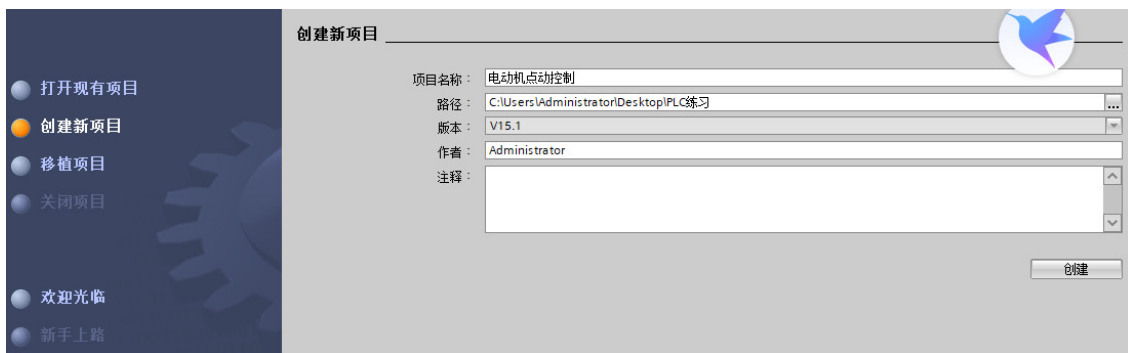 创建新项目
打开现有项目
创建新项目
移植项目
关闭项目
欢迎光临
新手上路
项目名称：电动机点动控制
路径：C:\Users\Administrator\Desktop\PLC练习 ...
版本：V15.1
作者：Administrator
注释：
创建